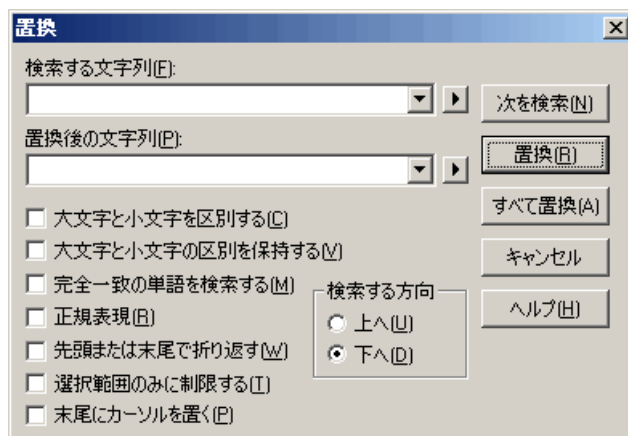 置換
検索する文字列(F):
次を検索(N)
置換後の文字列(P):
置換(R)
すべて置換(A)
大文字と小文字を区別する(C)
大文字と小文字の区別を保持する(V)
キャンセル
完全一致の単語を検索する(M)
検索する方向
ヘルプ(H)
正規表現(R)
上へ(U)
先頭または末尾で折り返す(W)
下へ(D)
選択範囲のみに制限する(T)
末尾にカーソルを置く(P)